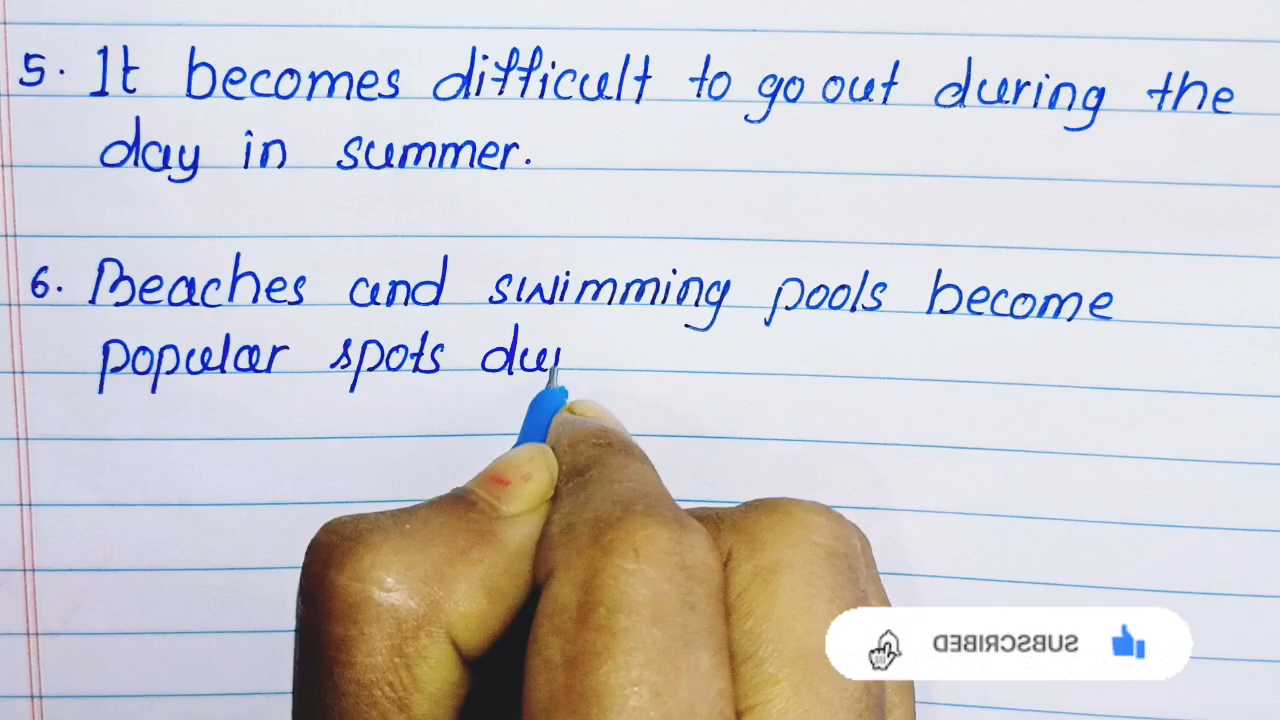 5. It becomes difficult to go out during the
day in summer.
6. Beaches and swimming pools become
popular spots du
SUBSCRIBED